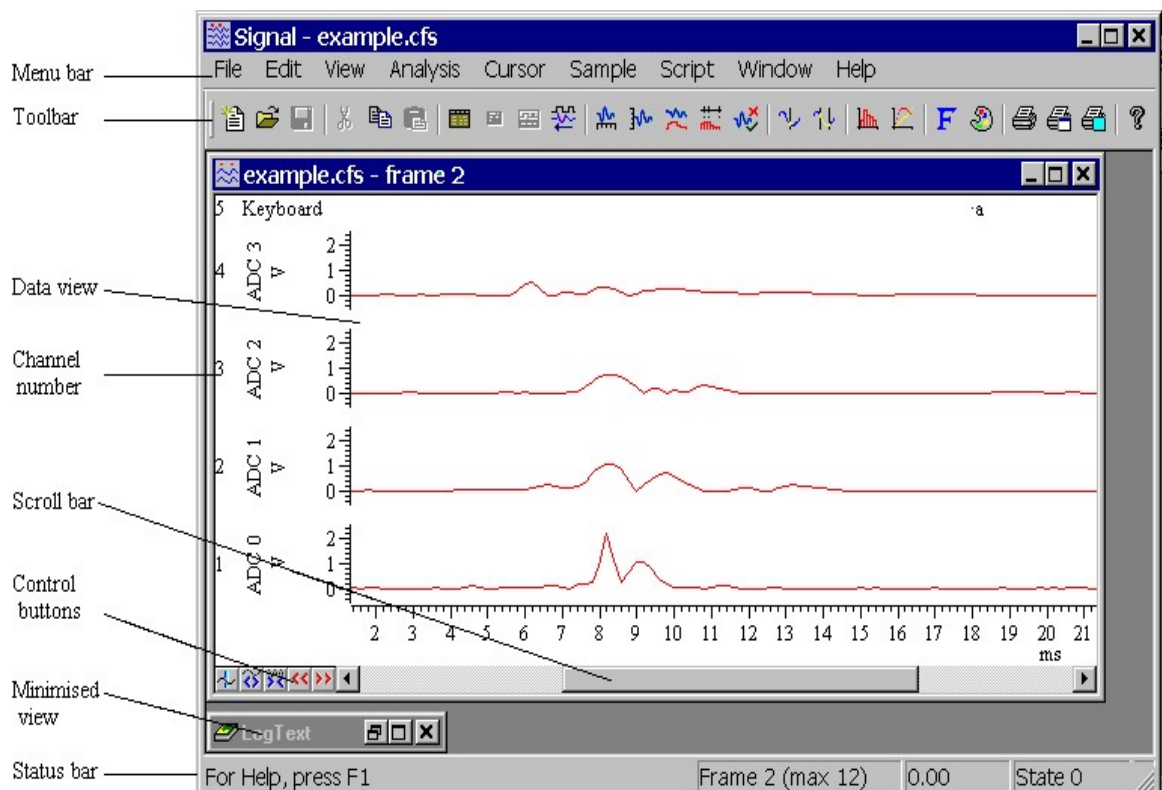 Signal - example.cfs
Menu bar
File Edit View Analysis Cursor Sample Script Window Help
Toolbar
example.cfs - frame 2
5 Keyboard
a
4 ADC 3 V
2
1
0
Data view
3 ADC 2 V
2
1
0
Channel number
2 ADC 1 V
2
1
0
Scroll bar
1 ADC 0 V
2
1
0
2 3 4 5 6 7 8 9 10 11 12 13 14 15 16 17 18 19 20 21
ms
Control buttons
Minimised view
LogText
Status bar
For Help, press F1 Frame 2 (max 12) 0.00 State 0